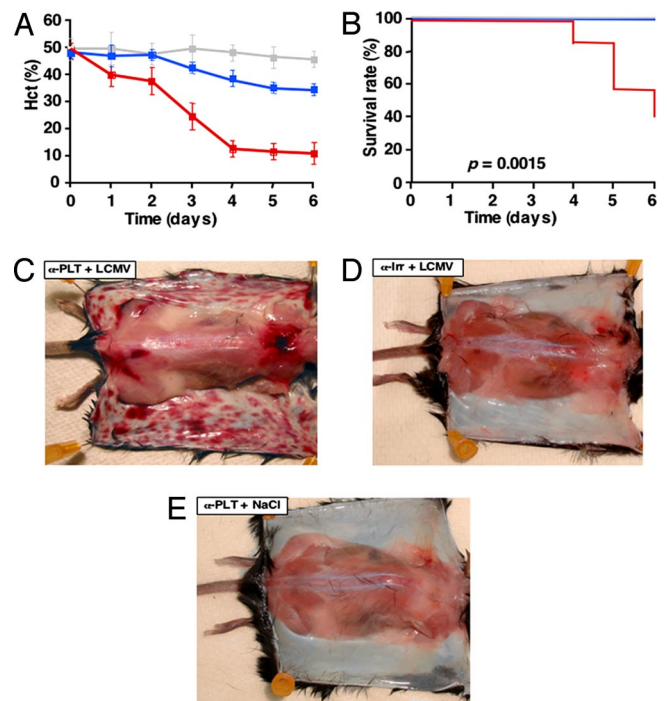 A
60
50
40
30
20
10
0
Hct (%)
0 1 2 3 4 5 6
Time (days)
B
100
80
60
40
20
0
Survival rate (%)
p = 0.0015
0 1 2 3 4 5 6
Time (days)
C
α-PLT + LCMV
D
α-Irr + LCMV
E
α-PLT + NaCl